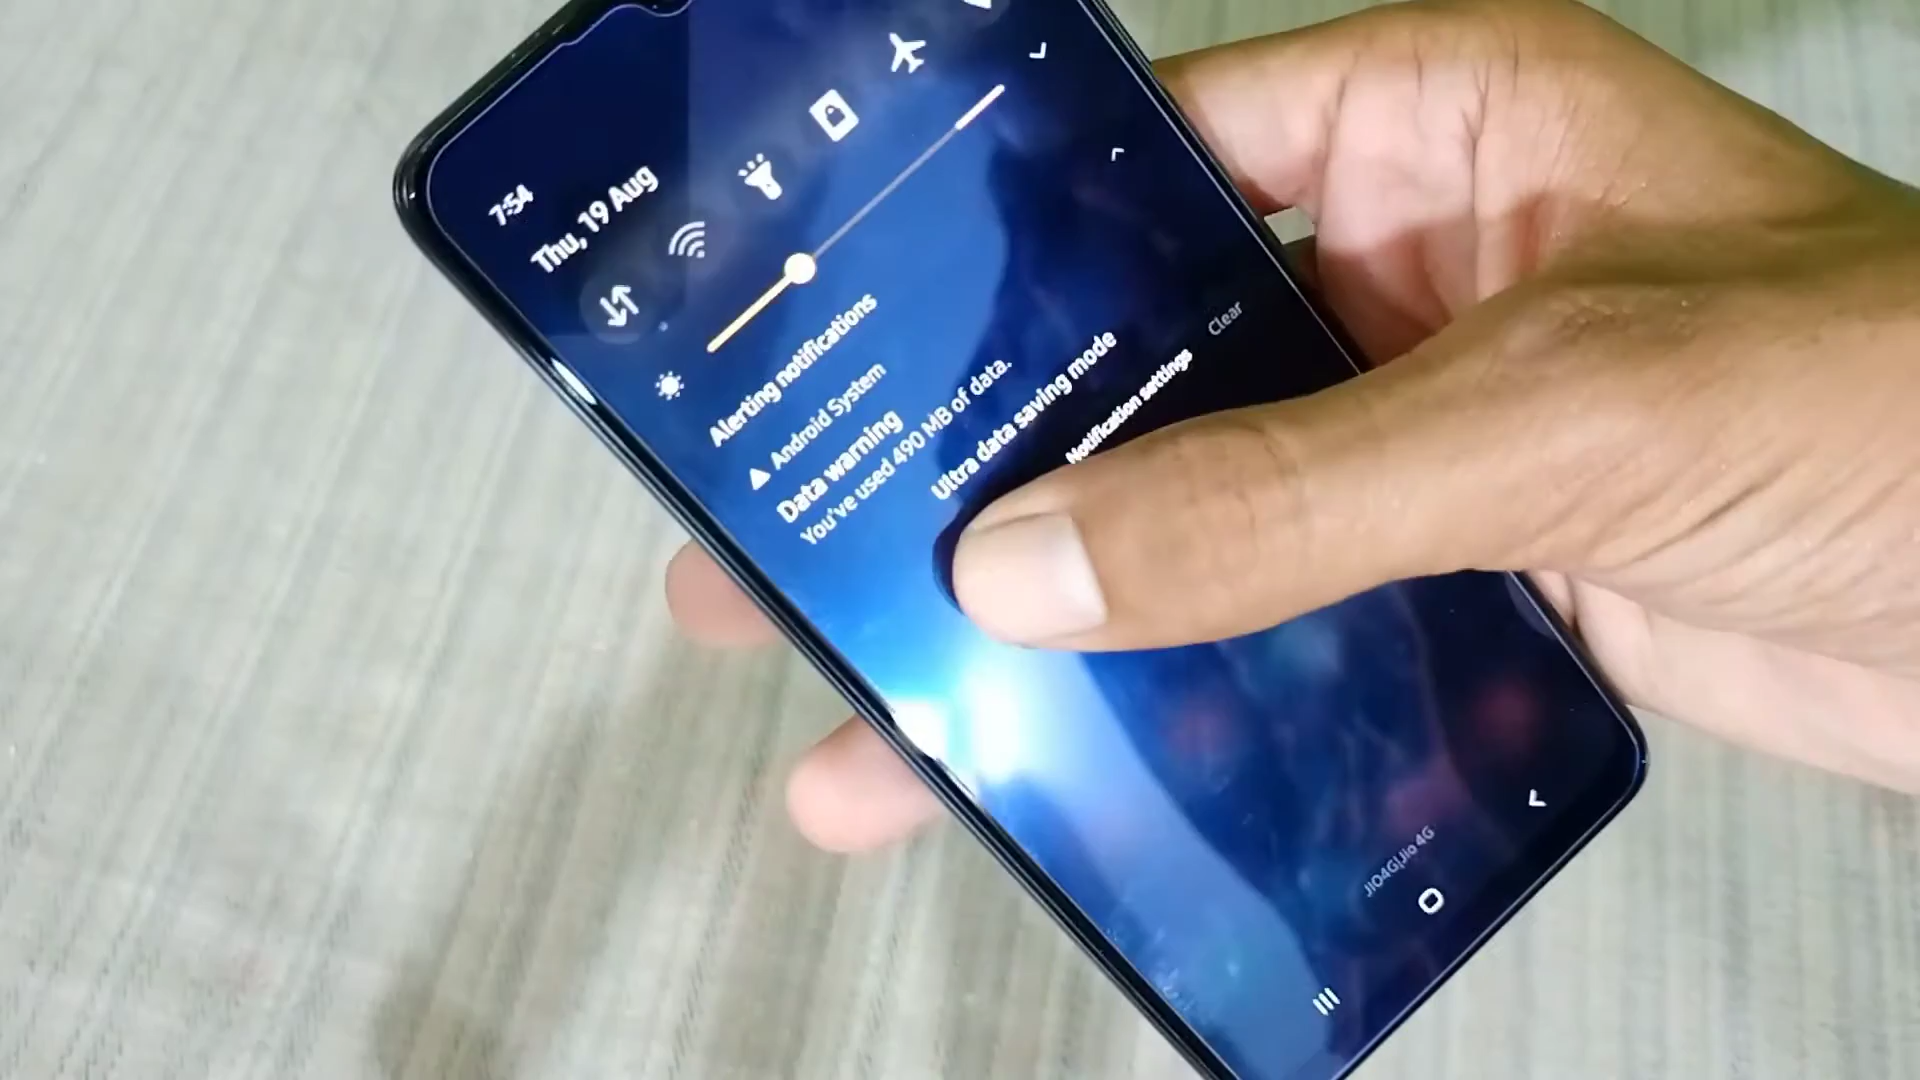 7:54
Thu, 19 Aug
Alerting notifications
Android System
Data warning
You've used 490 MB of data.
Ultra data saving mode
Notification settings
Clear
JIO4G|Jio 4G